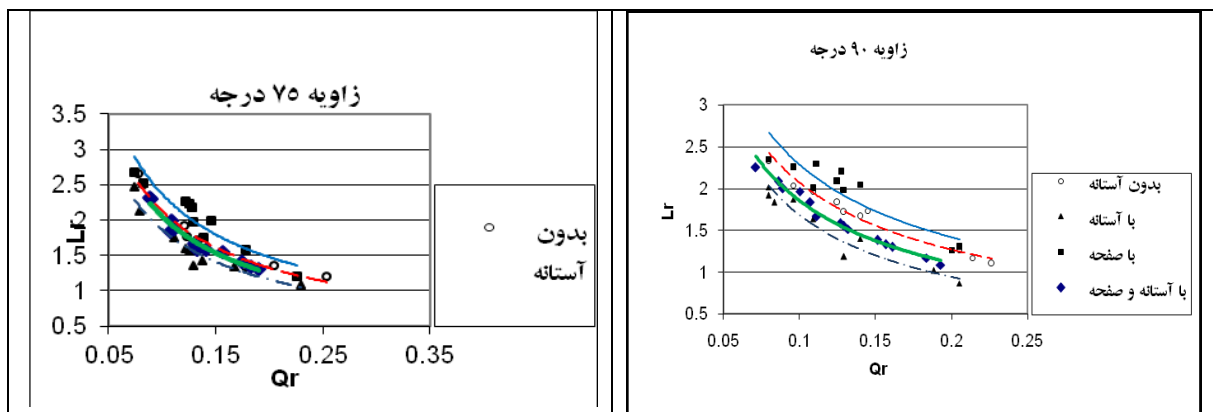 زاویه ۷۵ درجه
3.5
3
2.5
2
1.5
1
0.5
Lr
0.05
0.15
0.25
0.35
Qr
بدون
آستانه
زاویه ۹۰ درجه
3
2.5
2
1.5
1
0.5
Lr
0.05
0.1
0.15
0.2
0.25
Qr
بدون آستانه
با آستانه
با صفحه
با آستانه و صفحه